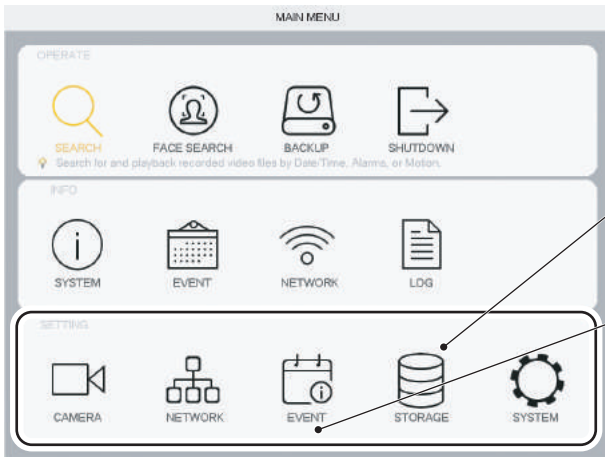 MAIN MENU
OPERATE
SEARCH FACE SEARCH BACKUP SHUTDOWN
Search for and playback recorded video files by Date/Time, Alarms, or Motion.
INFO
SYSTEM EVENT NETWORK LOG
SETTING
CAMERA NETWORK EVENT STORAGE SYSTEM